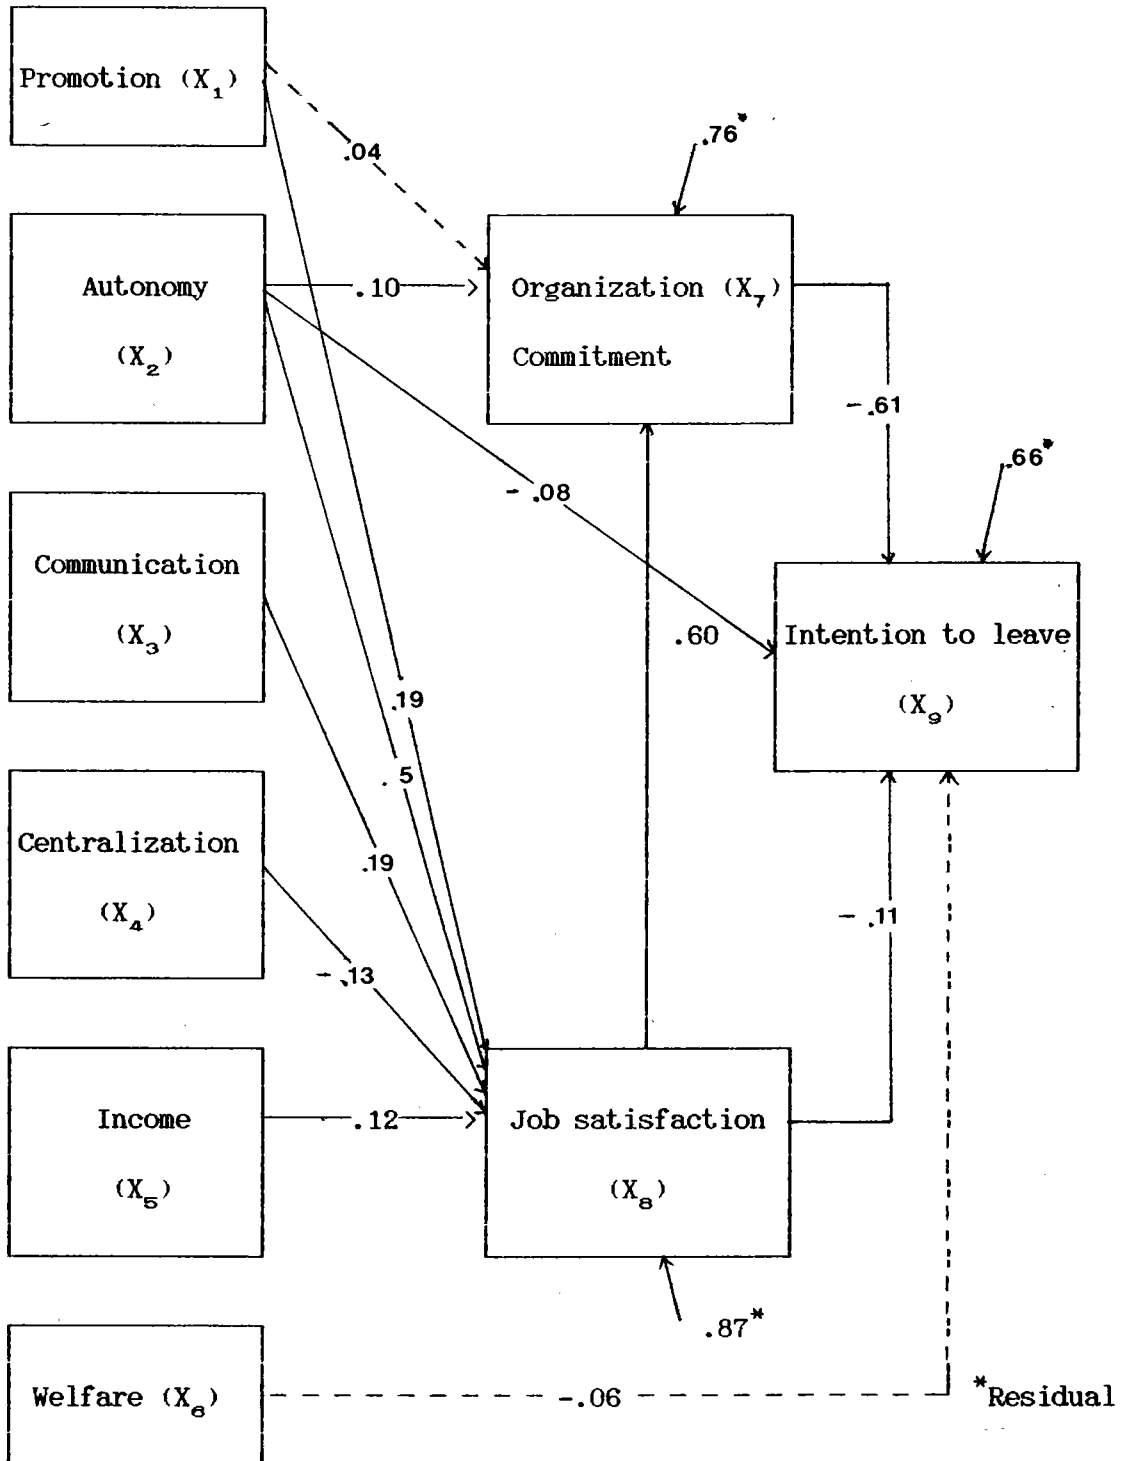 Promotion (X₁)
.04
.76*
Autonomy
(X₂)
.10
Organization (X₇)
Commitment
-.61
.66*
-.08
Communication
(X₃)
.60
Intention to leave
(X₉)
.19
.5
.19
Centralization
(X₄)
-.13
-.11
Income
(X₅)
.12
Job satisfaction
(X₈)
.87*
Welfare (X₆)
-.06
*Residual